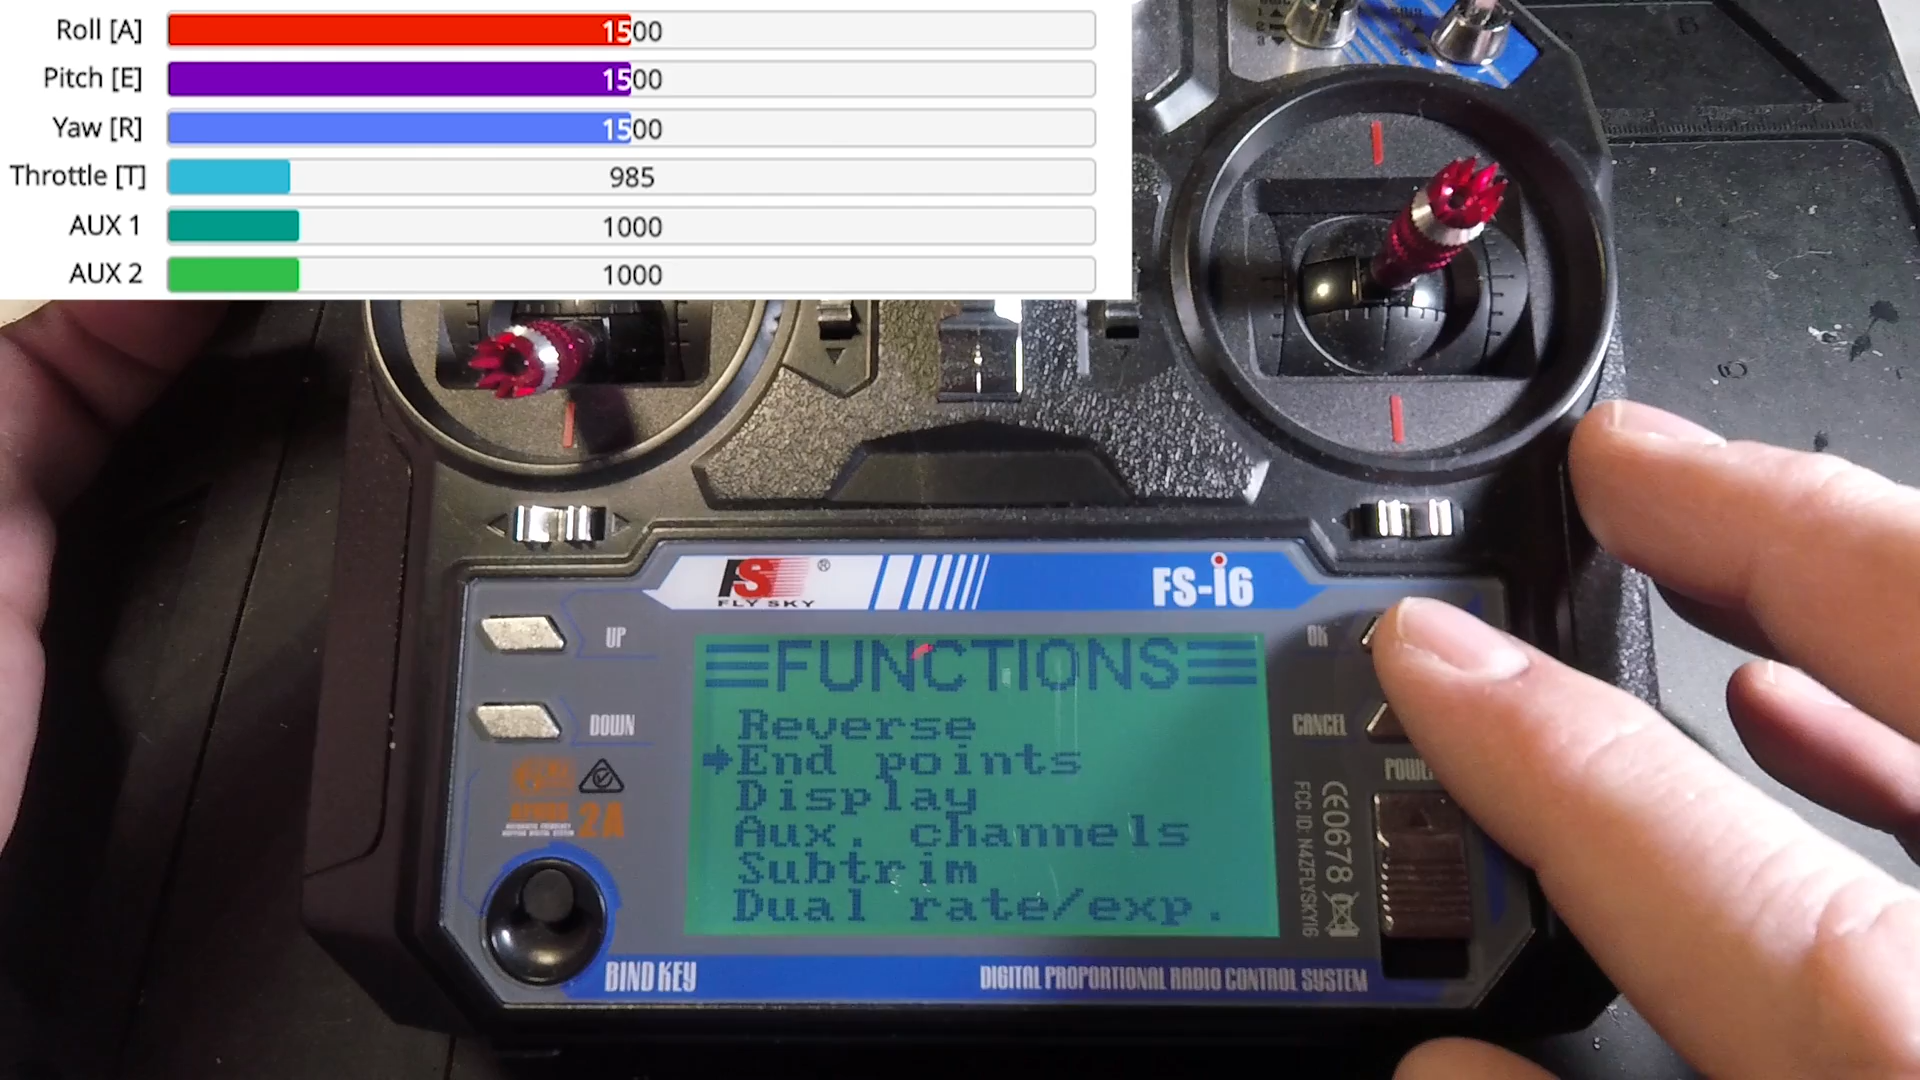 Roll [A] 1500
Pitch [E] 1500
Yaw [R] 1500
Throttle [T] 985
AUX 1 1000
AUX 2 1000
FS ®
FLY SKY
FS-i6
UP
OK
DOWN
CANCEL
POWER
FUNCTIONS
Reverse
End points
Display
Aux. channels
Subtrim
Dual rate/exp.
2A
CE0678
FCC ID: N4ZFLYSKYI6
BIND KEY
DIGITAL PROPORTIONAL RADIO CONTROL SYSTEM